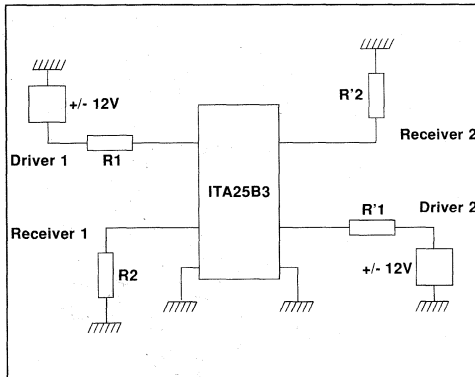 +/- 12V
R'2
Driver 1
R1
Receiver 2
ITA25B3
Receiver 1
R'1
Driver 2
R2
+/- 12V